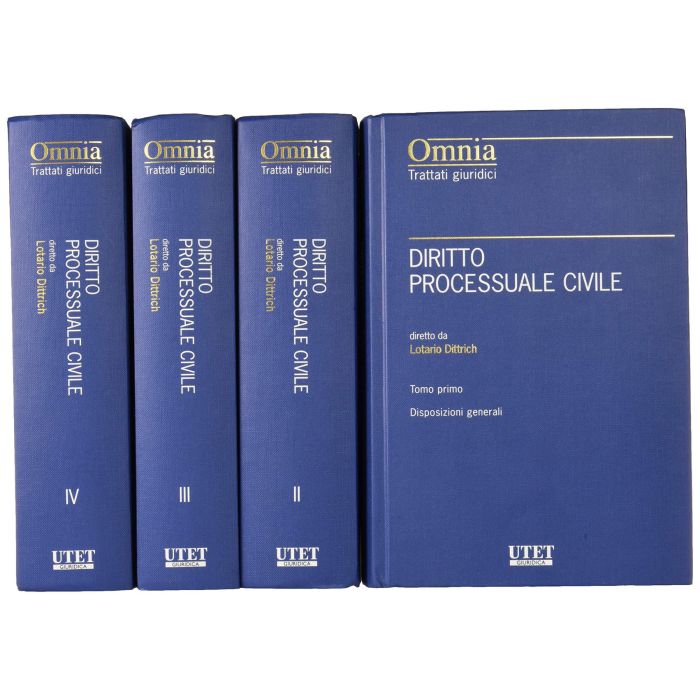 Omnia
Trattati giuridici
DIRITTO
PROCESSUALE CIVILE
diretto da
Lotario Dittrich
IV
UTET
GIURIDICA
Omnia
Trattati giuridici
DIRITTO
PROCESSUALE CIVILE
diretto da
Lotario Dittrich
III
UTET
GIURIDICA
Omnia
Trattati giuridici
DIRITTO
PROCESSUALE CIVILE
diretto da
Lotario Dittrich
II
UTET
GIURIDICA
Omnia
Trattati giuridici
DIRITTO
PROCESSUALE CIVILE
diretto da
Lotario Dittrich
Tomo primo
Disposizioni generali
UTET
GIURIDICA